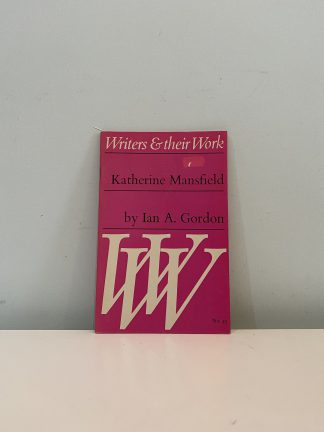 Writers & their Work
Katherine Mansfield
by Ian A. Gordon
WW